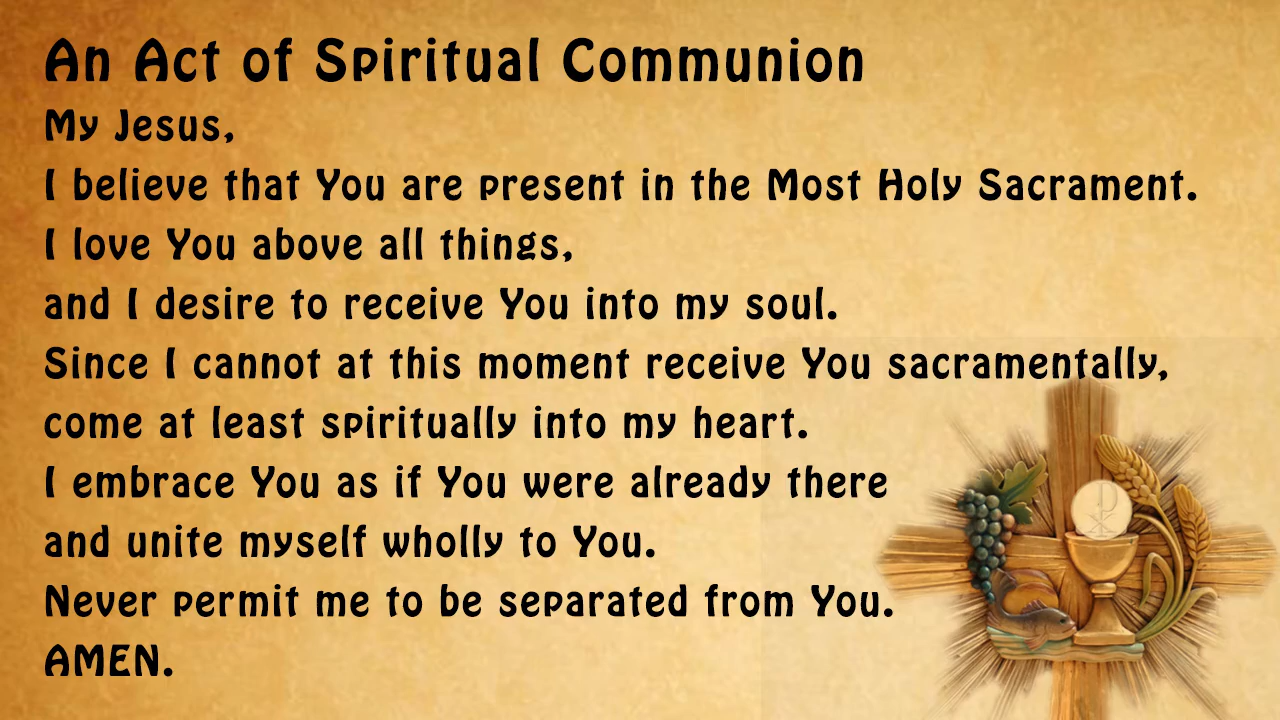 An Act of Spiritual Communion
My Jesus,
I believe that You are present in the Most Holy Sacrament.
I love You above all things,
and I desire to receive You into my soul.
Since I cannot at this moment receive You sacramentally,
come at least spiritually into my heart.
I embrace You as if You were already there
and unite myself wholly to You.
Never permit me to be separated from You.
AMEN.